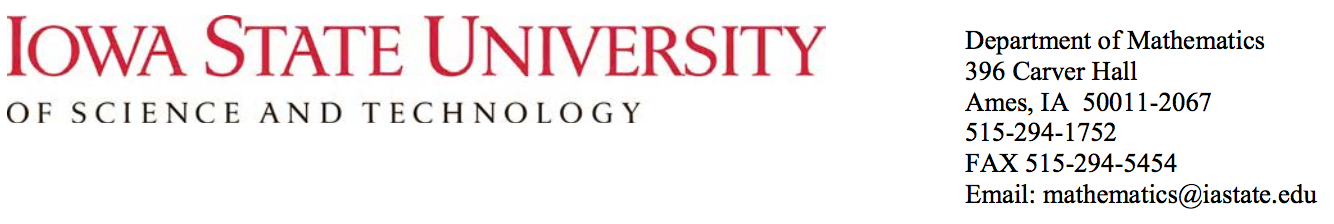 IOWA STATE UNIVERSITY
OF SCIENCE AND TECHNOLOGY
Department of Mathematics
396 Carver Hall
Ames, IA  50011-2067
515-294-1752
FAX 515-294-5454
Email: mathematics@iastate.edu